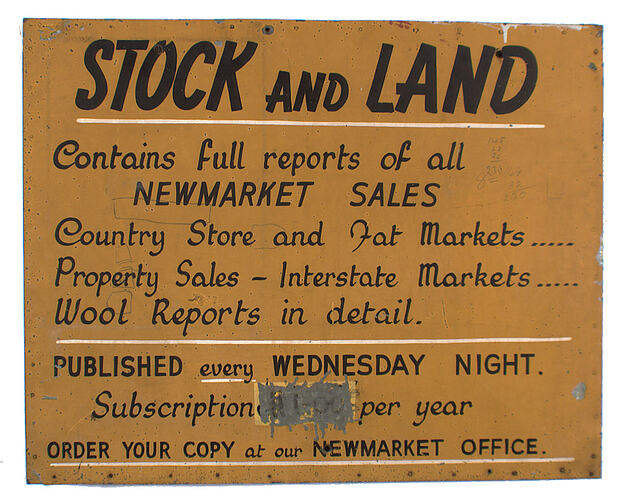 STOCK AND LAND
Contains full reports of all
NEWMARKET SALES
Country Store and Fat Markets.....
Property Sales - Interstate Markets.....
Wool Reports in detail.
PUBLISHED every WEDNESDAY NIGHT.
Subscription per year
ORDER YOUR COPY at our NEWMARKET OFFICE.